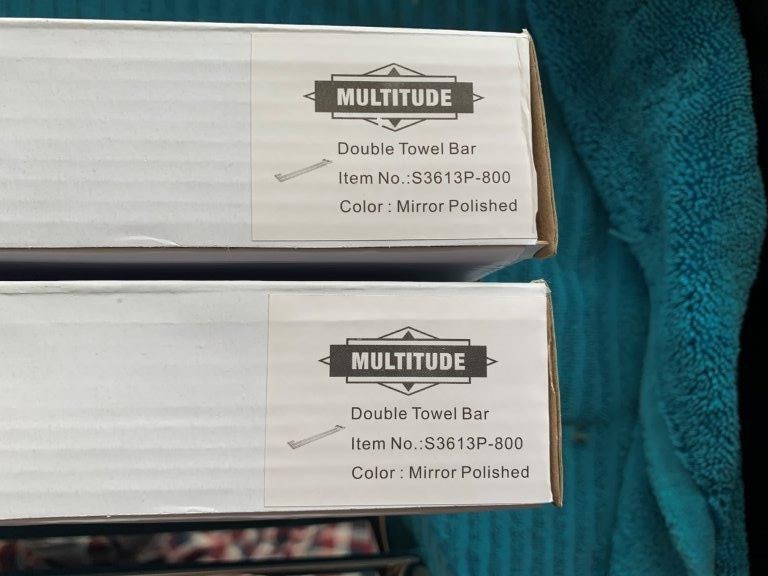 MULTITUDE
Double Towel Bar
Item No.:S3613P-800
Color : Mirror Polished
MULTITUDE
Double Towel Bar
Item No.:S3613P-800
Color : Mirror Polished